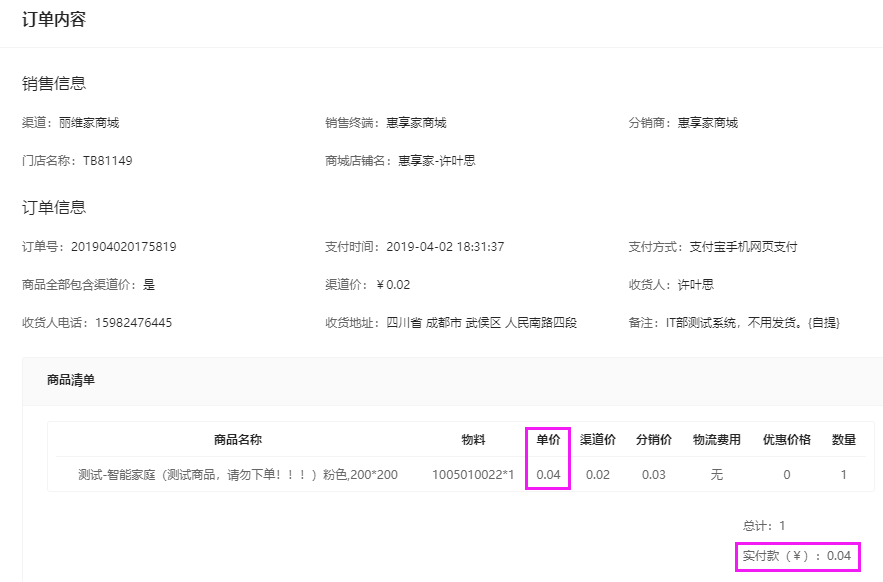 订单内容
销售信息
渠道：丽维家商城 销售终端：惠享家商城 分销商：惠享家商城
门店名称：TB81149 商城店铺名：惠享家-许叶思
订单信息
订单号：201904020175819 支付时间：2019-04-02 18:31:37 支付方式：支付宝手机网页支付
商品全部包含渠道价：是 渠道价：￥0.02 收货人：许叶思
收货人电话：15982476445 收货地址：四川省 成都市 武侯区 人民南路四段 备注：IT部测试系统，不用发货。{自提}
商品清单
商品名称 物料 单价 渠道价 分销价 物流费用 优惠价格 数量
测试-智能家庭（测试商品，请勿下单！！！）粉色,200*200 1005010022*1 0.04 0.02 0.03 无 0 1
总计：1
实付款（￥）：0.04